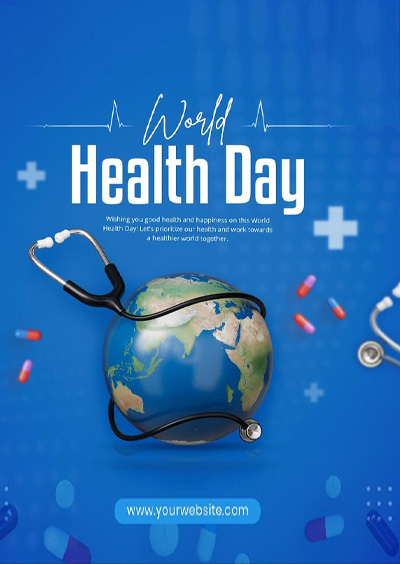 World
Health Day
Wishing you good health and happiness on this World
Health Day! Let's prioritize our health and work towards
a healthier world together.
www.yourwebsite.com